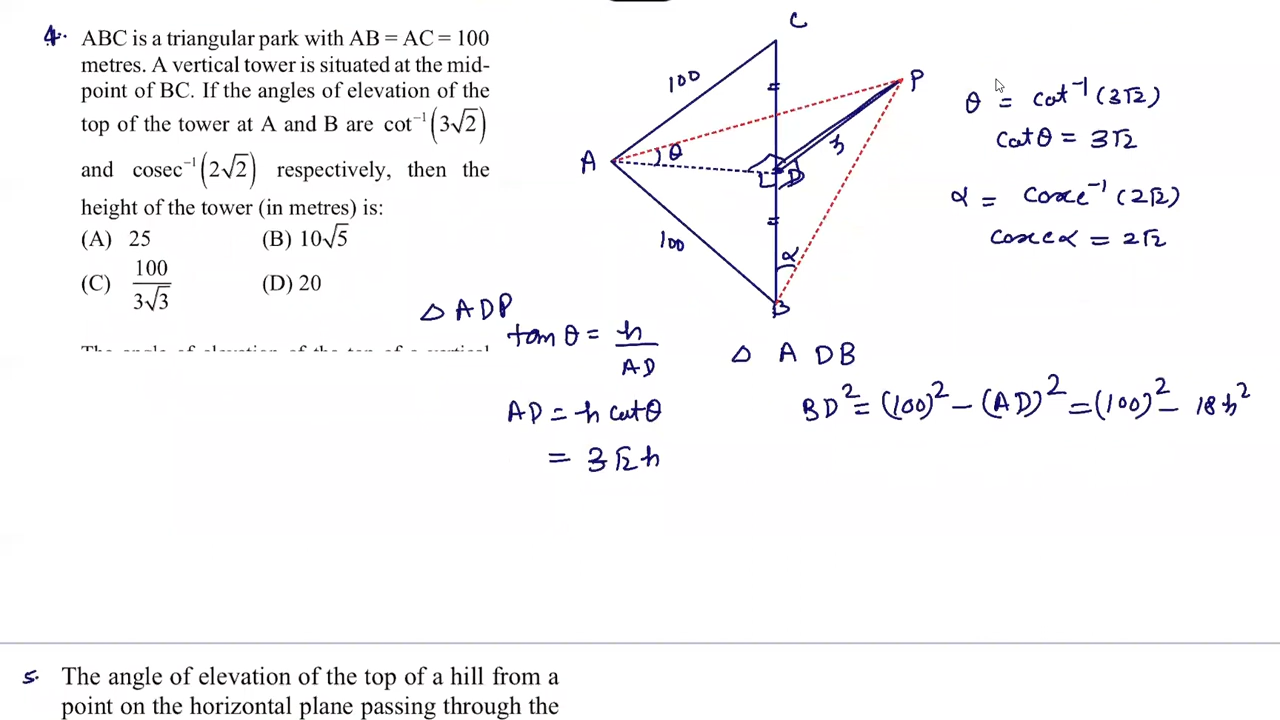 4. ABC is a triangular park with AB = AC = 100
metres. A vertical tower is situated at the mid-
point of BC. If the angles of elevation of the
top of the tower at A and B are cot⁻¹(3√2)
and cosec⁻¹(2√2) respectively, then the
height of the tower (in metres) is:
(A) 25 (B) 10√5
(C) 100/3√3 (D) 20
C
100
P
θ
h
A
D
100
α
B
θ = cot⁻¹(3√2)
cotθ = 3√2
α = cosec⁻¹(2√2)
cosecα = 2√2
△ ADP
tanθ = h/AD
AD = h cotθ
= 3√2h
△ ADB
BD² = (100)² − (AD)² = (100)² − 18h²
5. The angle of elevation of the top of a hill from a
point on the horizontal plane passing through the